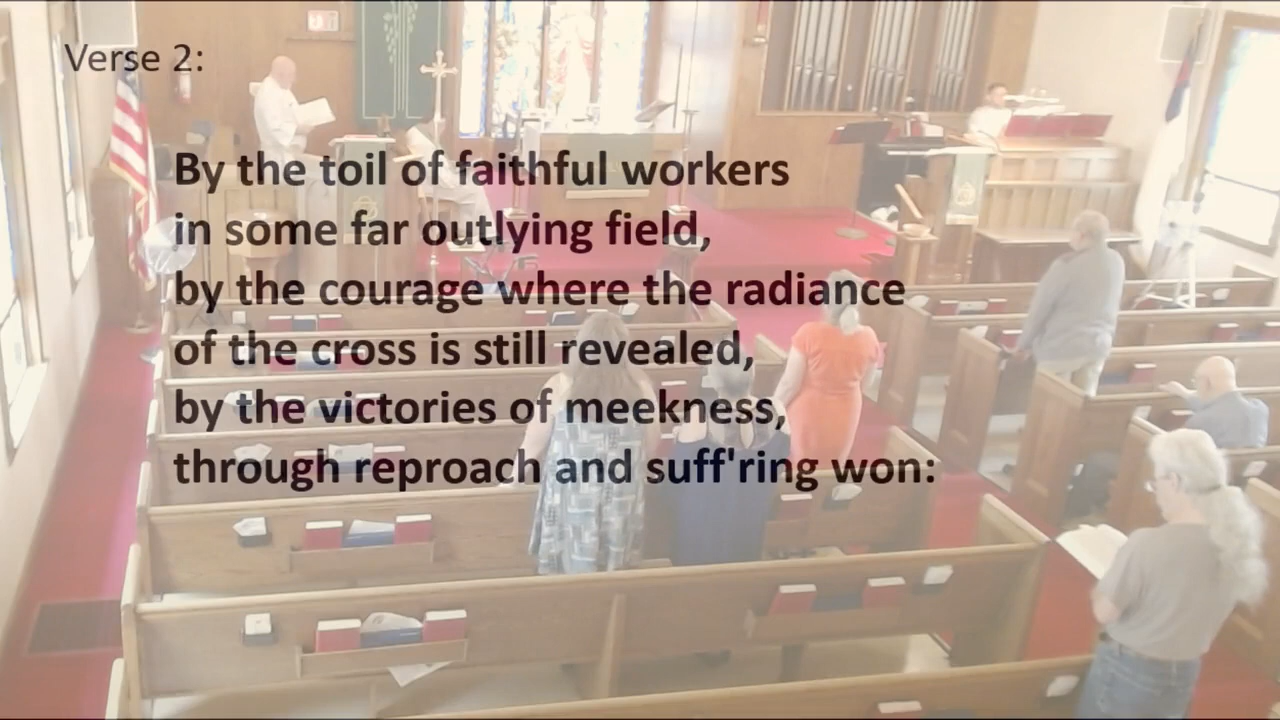 Verse 2:
By the toil of faithful workers
in some far outlying field,
by the courage where the radiance
of the cross is still revealed,
by the victories of meekness,
through reproach and suff'ring won: